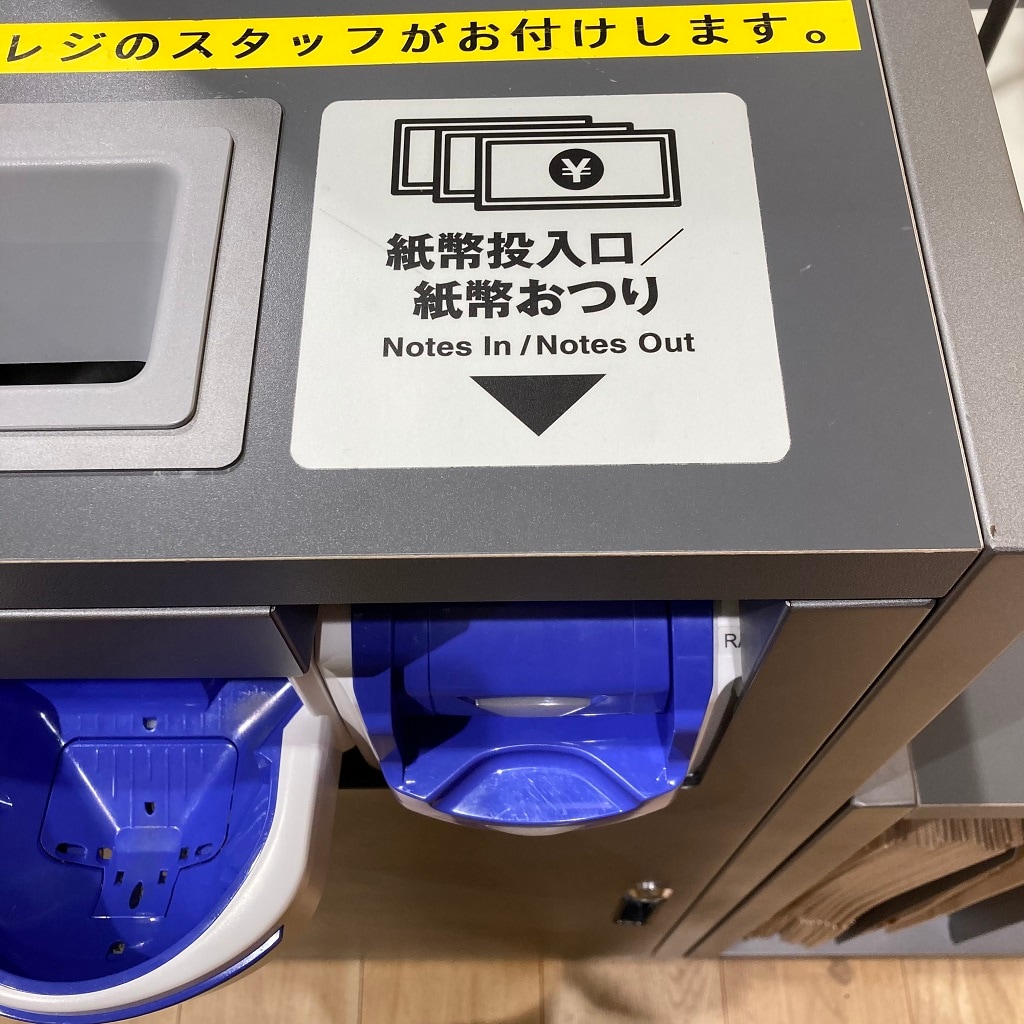 レジのスタッフがお付けします。
¥
紙幣投入口／
紙幣おつり
Notes In / Notes Out